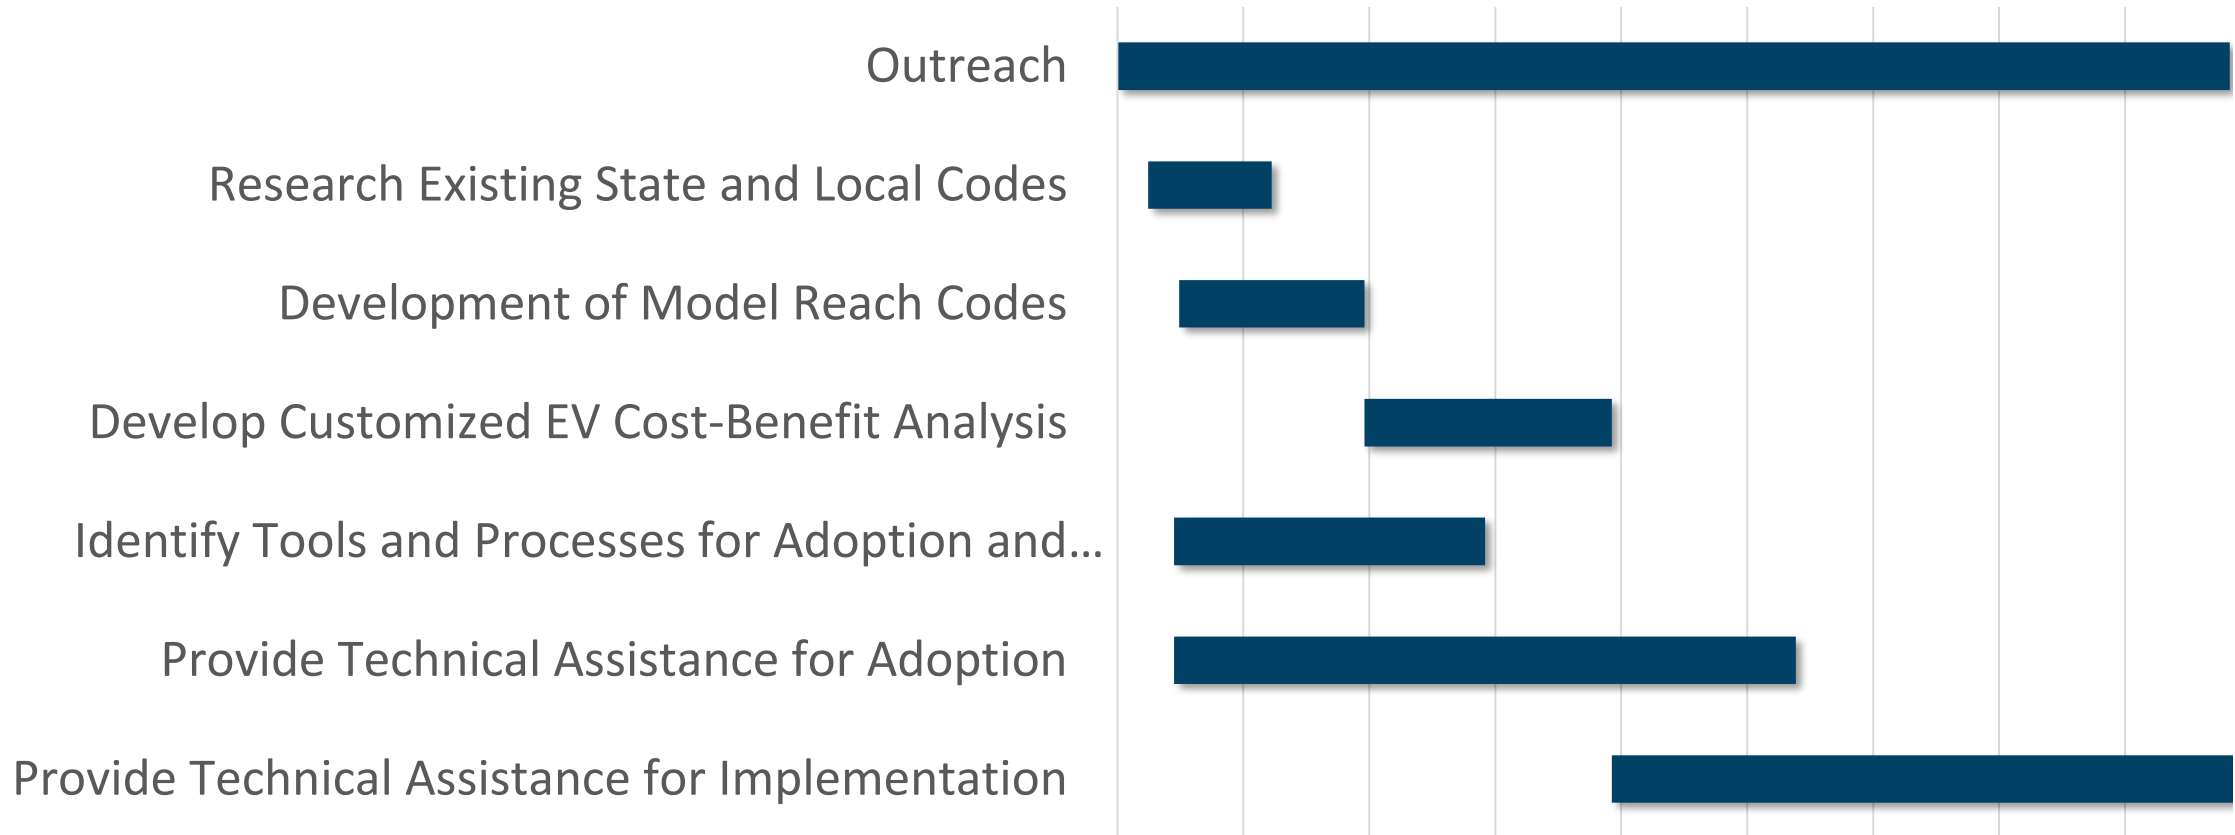 Outreach
Research Existing State and Local Codes
Development of Model Reach Codes
Develop Customized EV Cost-Benefit Analysis
Identify Tools and Processes for Adoption and...
Provide Technical Assistance for Adoption
Provide Technical Assistance for Implementation